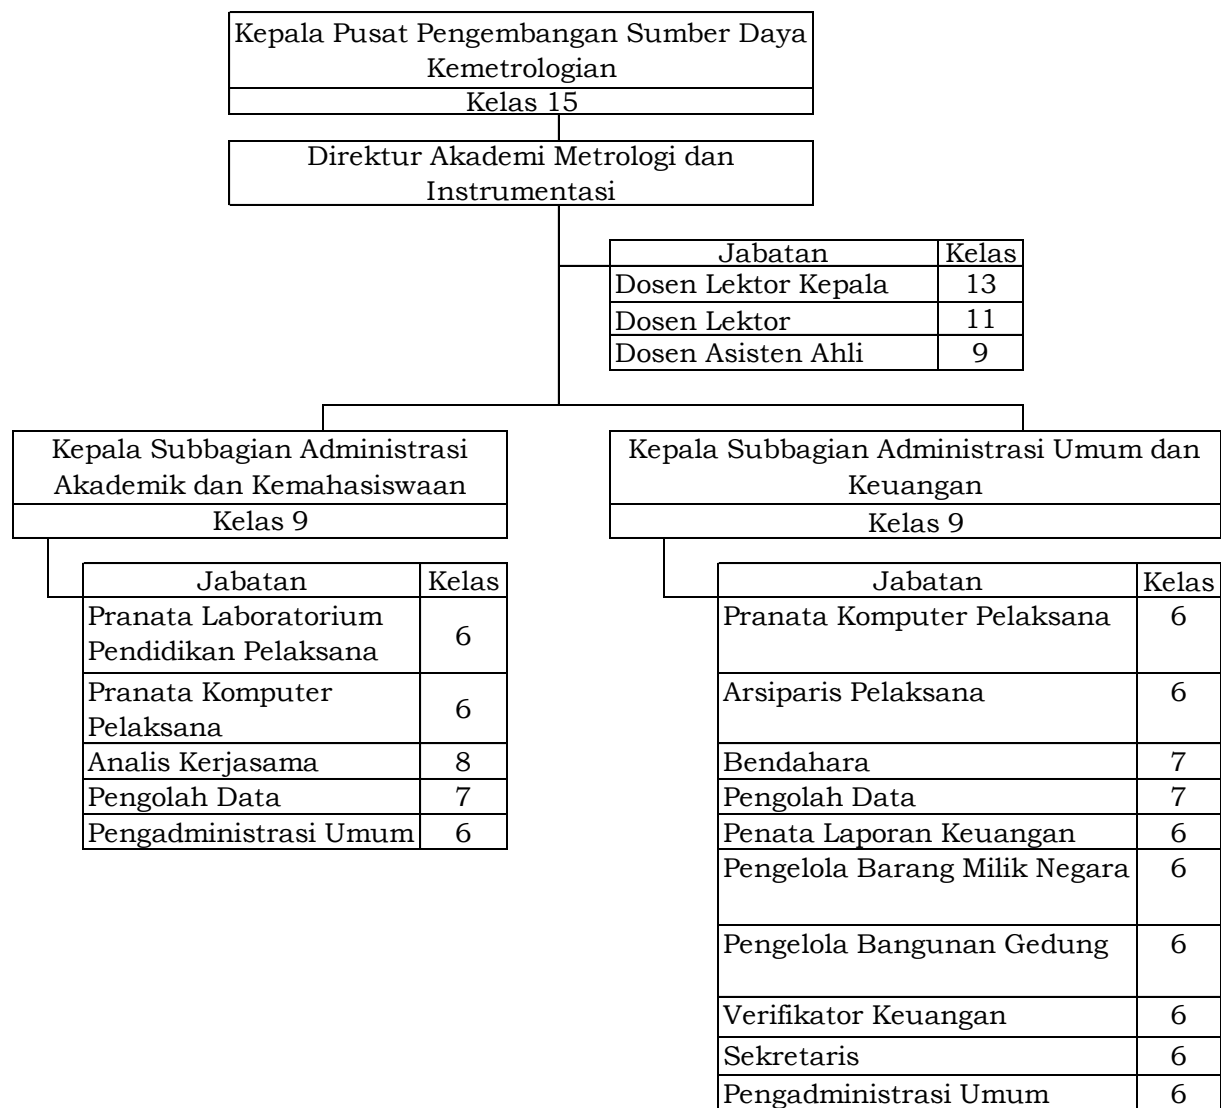 Kepala Pusat Pengembangan Sumber Daya
Kemetrologian
Kelas 15
Direktur Akademi Metrologi dan
Instrumentasi
Jabatan Kelas
Dosen Lektor Kepala 13
Dosen Lektor 11
Dosen Asisten Ahli 9
Kepala Subbagian Administrasi
Akademik dan Kemahasiswaan
Kelas 9
Jabatan Kelas
Pranata Laboratorium
Pendidikan Pelaksana 6
Pranata Komputer
Pelaksana 6
Analis Kerjasama 8
Pengolah Data 7
Pengadministrasi Umum 6
Kepala Subbagian Administrasi Umum dan
Keuangan
Kelas 9
Jabatan Kelas
Pranata Komputer Pelaksana 6
Arsiparis Pelaksana 6
Bendahara 7
Pengolah Data 7
Penata Laporan Keuangan 6
Pengelola Barang Milik Negara 6
Pengelola Bangunan Gedung 6
Verifikator Keuangan 6
Sekretaris 6
Pengadministrasi Umum 6